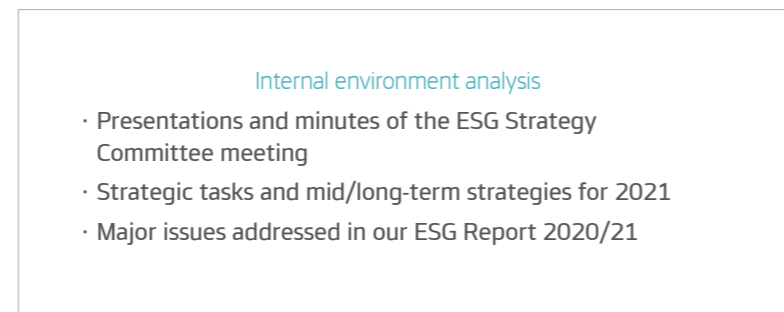 Internal environment analysis
· Presentations and minutes of the ESG Strategy
Committee meeting
· Strategic tasks and mid/long-term strategies for 2021
· Major issues addressed in our ESG Report 2020/21